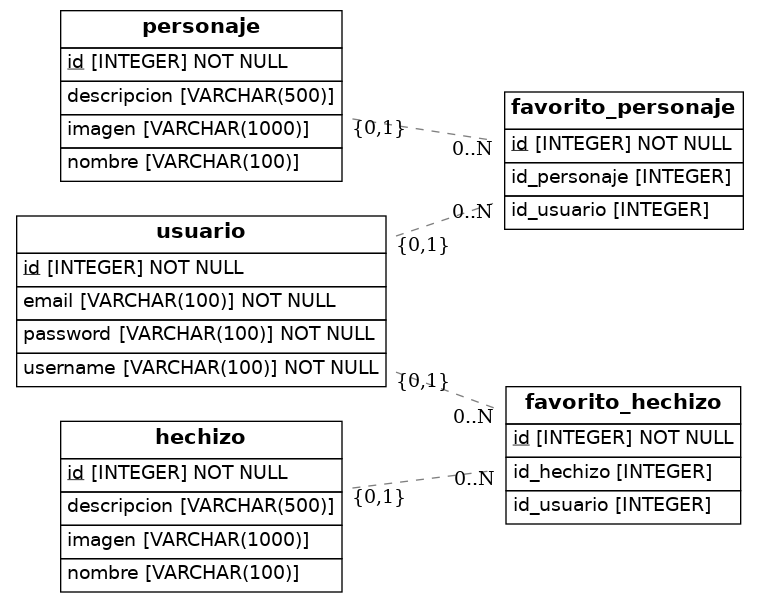 personaje
id [INTEGER] NOT NULL
descripcion [VARCHAR(500)]
imagen [VARCHAR(1000)]
nombre [VARCHAR(100)]
{0,1}
0..N
favorito_personaje
id [INTEGER] NOT NULL
id_personaje [INTEGER]
id_usuario [INTEGER]
usuario
id [INTEGER] NOT NULL
email [VARCHAR(100)] NOT NULL
password [VARCHAR(100)] NOT NULL
username [VARCHAR(100)] NOT NULL
{0,1}
0..N
{0,1}
0..N
favorito_hechizo
id [INTEGER] NOT NULL
id_hechizo [INTEGER]
id_usuario [INTEGER]
hechizo
id [INTEGER] NOT NULL
descripcion [VARCHAR(500)]
imagen [VARCHAR(1000)]
nombre [VARCHAR(100)]
{0,1}
0..N